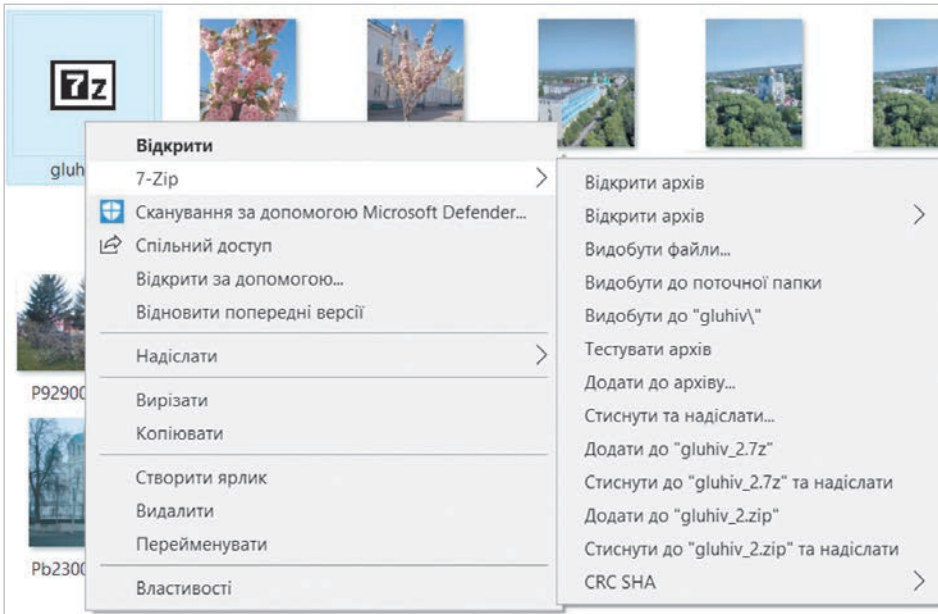 7z
gluh
P92900
Pb2300
Відкрити
7-Zip
Сканування за допомогою Microsoft Defender...
Спільний доступ
Відкрити за допомогою...
Відновити попередні версії
Надіслати
Вирізати
Копіювати
Створити ярлик
Видалити
Перейменувати
Властивості
Відкрити архів
Відкрити архів
Видобути файли...
Видобути до поточної папки
Видобути до "gluhiv\"
Тестувати архів
Додати до архіву...
Стиснути та надіслати...
Додати до "gluhiv_2.7z"
Стиснути до "gluhiv_2.7z" та надіслати
Додати до "gluhiv_2.zip"
Стиснути до "gluhiv_2.zip" та надіслати
CRC SHA